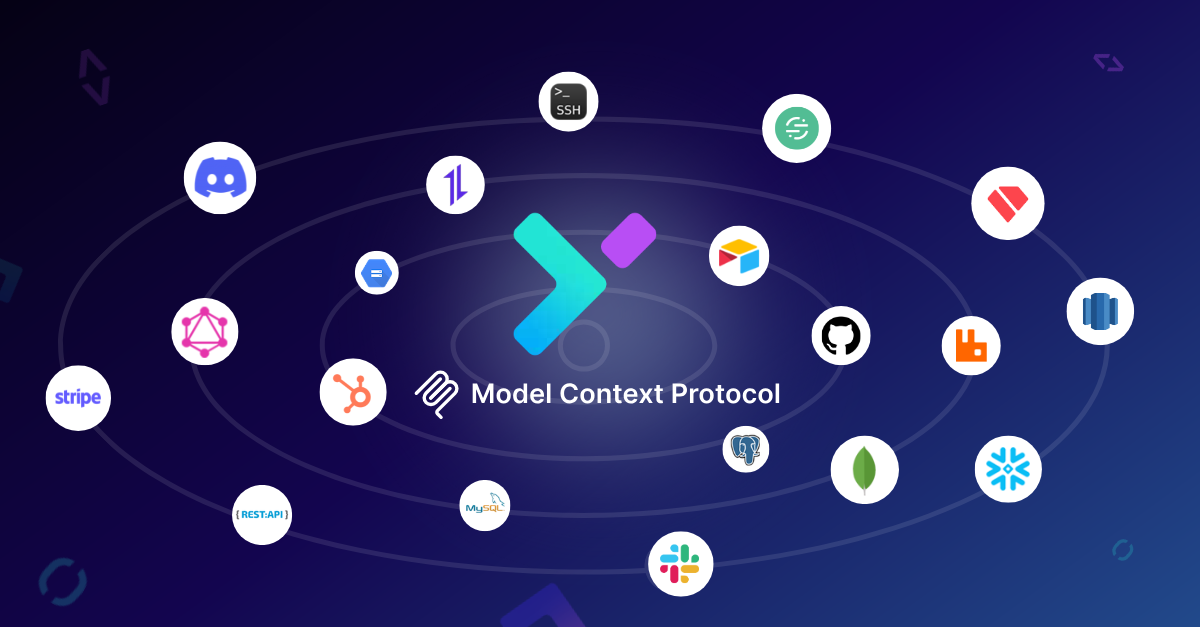 >_
SSH
stripe
Model Context Protocol
{ REST:API }
MySQL